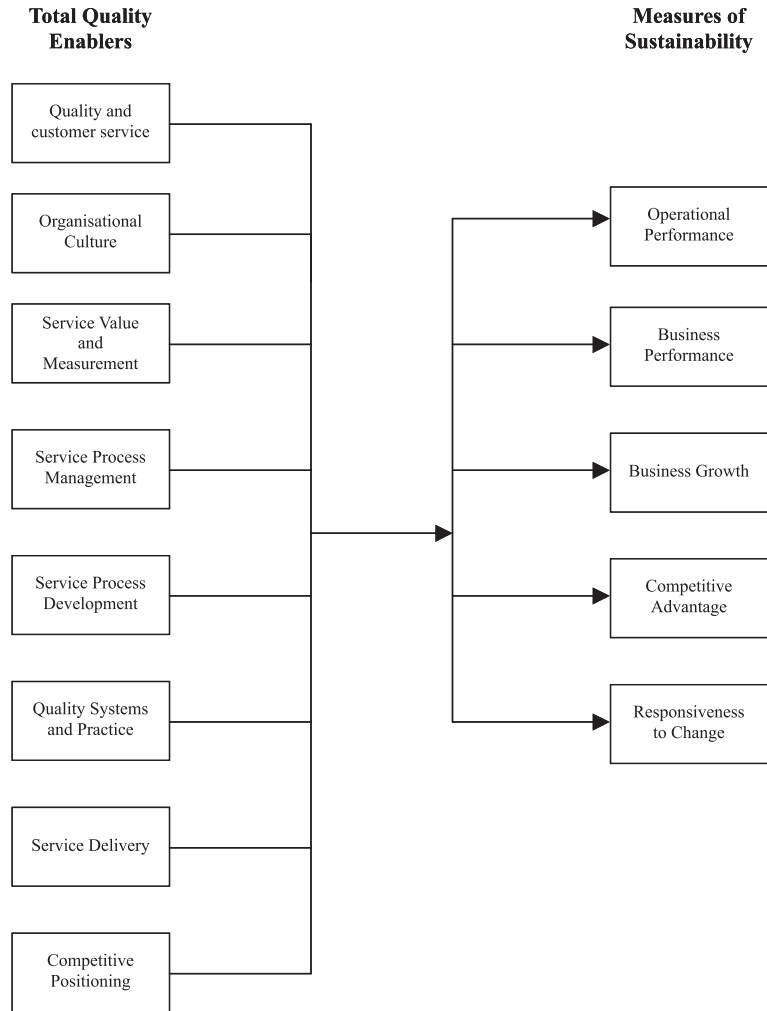 Total Quality
Enablers
Measures of
Sustainability
Quality and
customer service
Organisational
Culture
Service Value
and
Measurement
Service Process
Management
Service Process
Development
Quality Systems
and Practice
Service Delivery
Competitive
Positioning
Operational
Performance
Business
Performance
Business Growth
Competitive
Advantage
Responsiveness
to Change